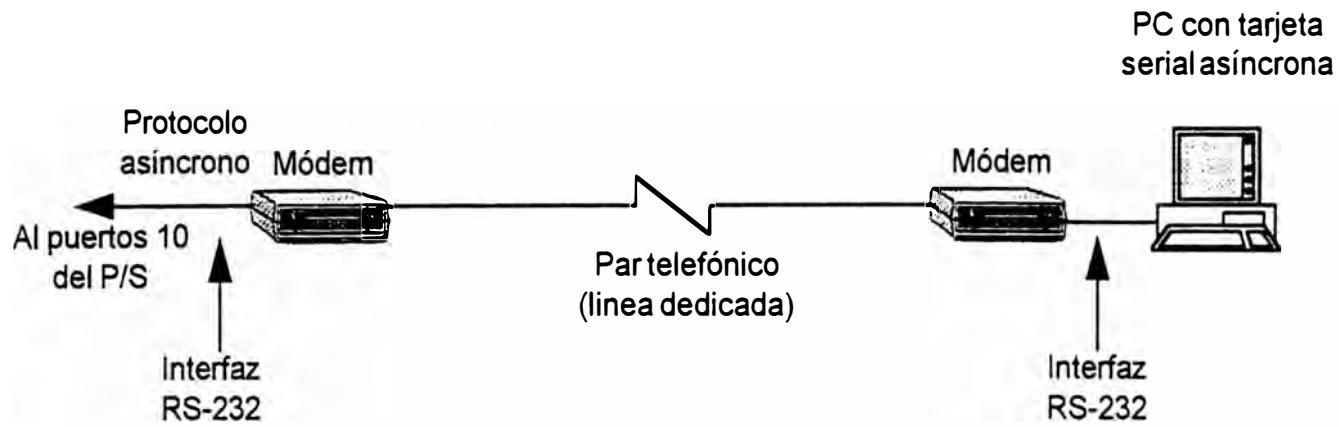 PC con tarjeta
serial asíncrona
Protocolo
asíncrono
Módem
Módem
Al puertos 10
del P/S
Par telefónico
(linea dedicada)
Interfaz
RS-232
Interfaz
RS-232